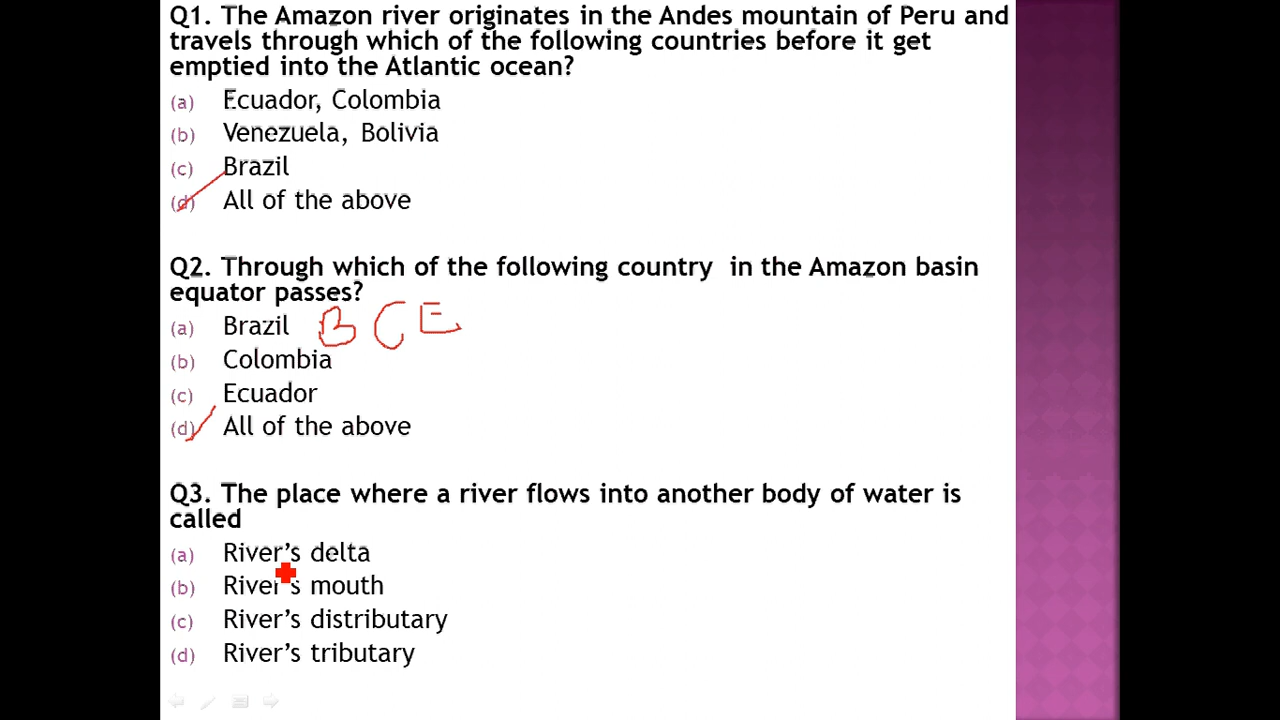 Q1. The Amazon river originates in the Andes mountain of Peru and
travels through which of the following countries before it get
emptied into the Atlantic ocean?
(a) Ecuador, Colombia
(b) Venezuela, Bolivia
(c) Brazil
(d) All of the above
Q2. Through which of the following country in the Amazon basin
equator passes?
(a) Brazil B C E
(b) Colombia
(c) Ecuador
(d) All of the above
Q3. The place where a river flows into another body of water is
called
(a) River's delta
(b) River's mouth
(c) River's distributary
(d) River's tributary